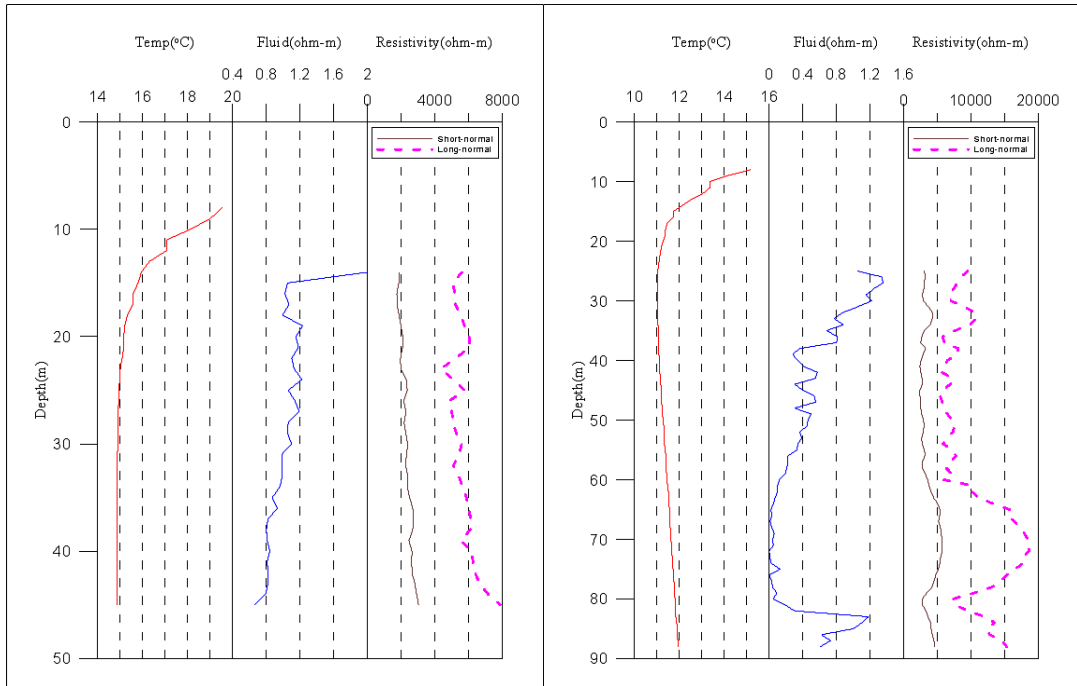 Temp(°C) Fluid(ohm-m) Resistivity(ohm-m)
0.4 0.8 1.2 1.6 2
14 16 18 20 0 4000 8000
0
Short-normal
Long-normal
10
20
Depth(m)
30
40
50
Temp(°C) Fluid(ohm-m) Resistivity(ohm-m)
0 0.4 0.8 1.2 1.6
10 12 14 16 0 10000 20000
0
Short-normal
Long-normal
10
20
30
40
Depth(m)
50
60
70
80
90